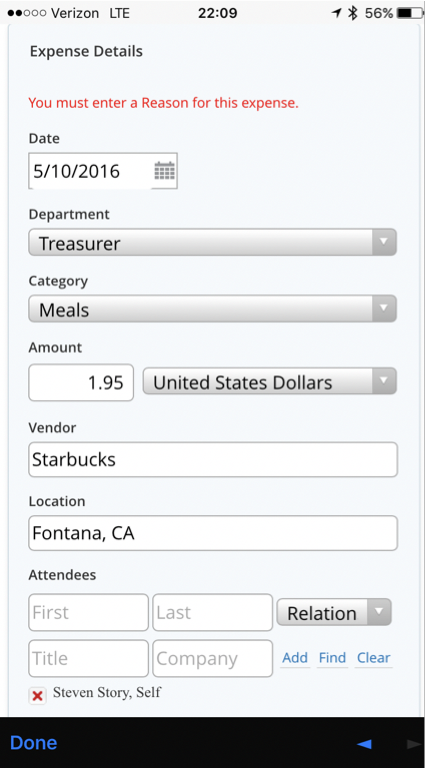 Verizon LTE 22:09 56%
Expense Details
You must enter a Reason for this expense.
Date
5/10/2016
Department
Treasurer
Category
Meals
Amount
1.95 United States Dollars
Vendor
Starbucks
Location
Fontana, CA
Attendees
First Last Relation
Title Company Add Find Clear
Steven Story, Self
Done